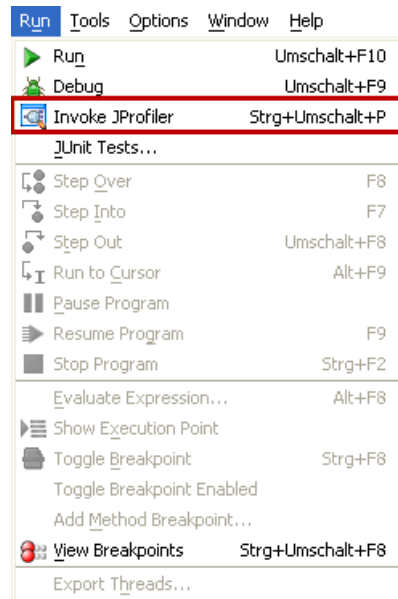 Run Tools Options Window Help
Run Umschalt+F10
Debug Umschalt+F9
Invoke JProfiler Strg+Umschalt+P
JUnit Tests...
Step Over F8
Step Into F7
Step Out Umschalt+F8
Run to Cursor Alt+F9
Pause Program
Resume Program F9
Stop Program Strg+F2
Evaluate Expression... Alt+F8
Show Execution Point
Toggle Breakpoint Strg+F8
Toggle Breakpoint Enabled
Add Method Breakpoint...
View Breakpoints Strg+Umschalt+F8
Export Threads...